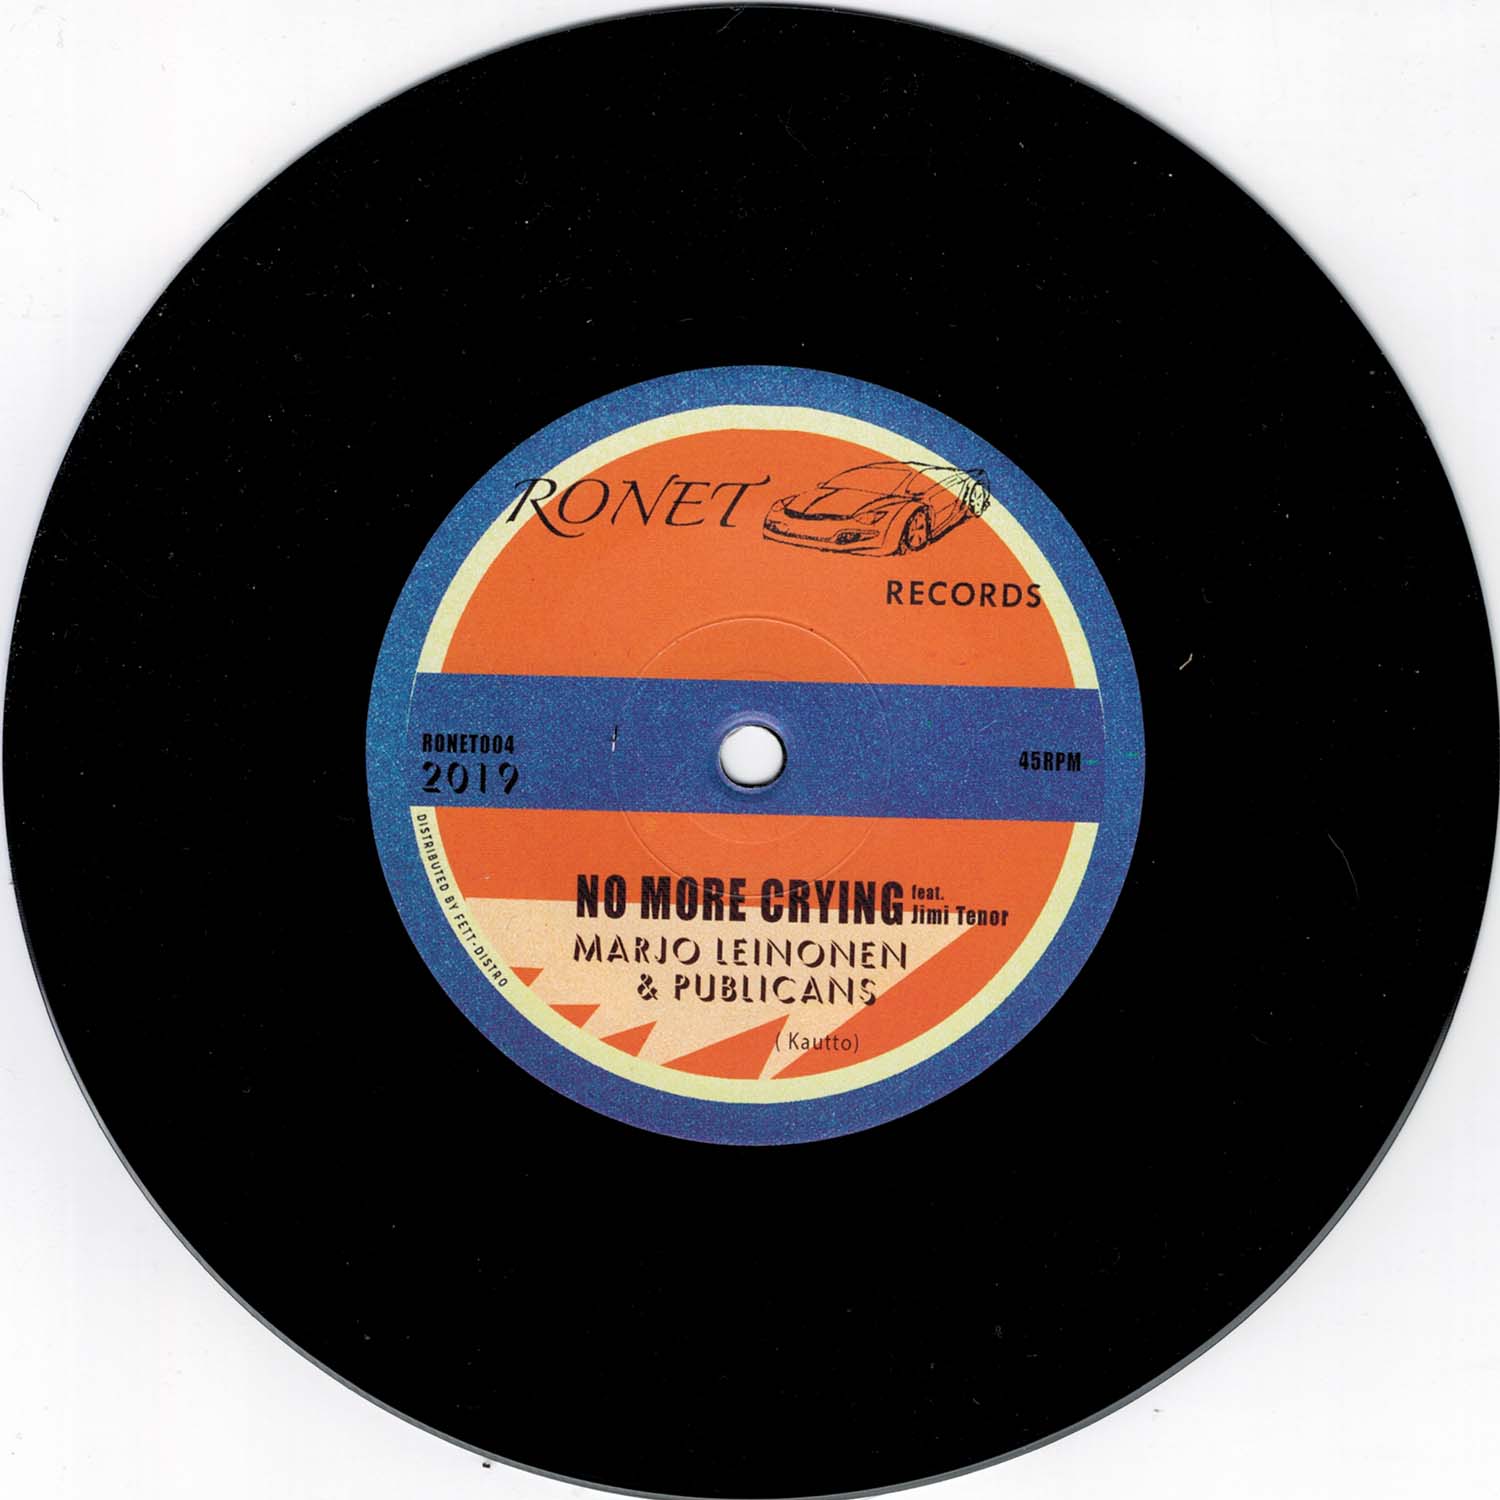 RONET
RECORDS
RONET004
2019
45RPM
DISTRIBUTED BY FETT-DISTRO
NO MORE CRYING feat. Jimi Tenor
MARJO LEINONEN
& PUBLICANS
( Kautto)